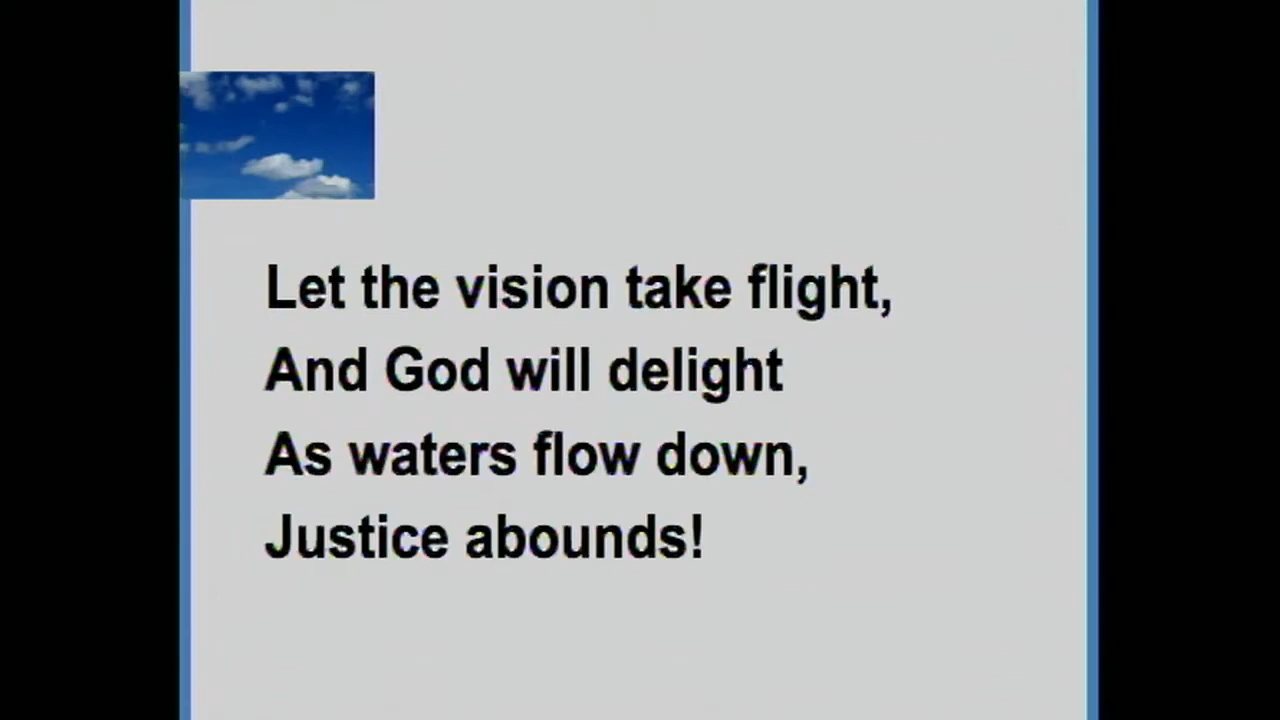 Let the vision take flight,
And God will delight
As waters flow down,
Justice abounds!